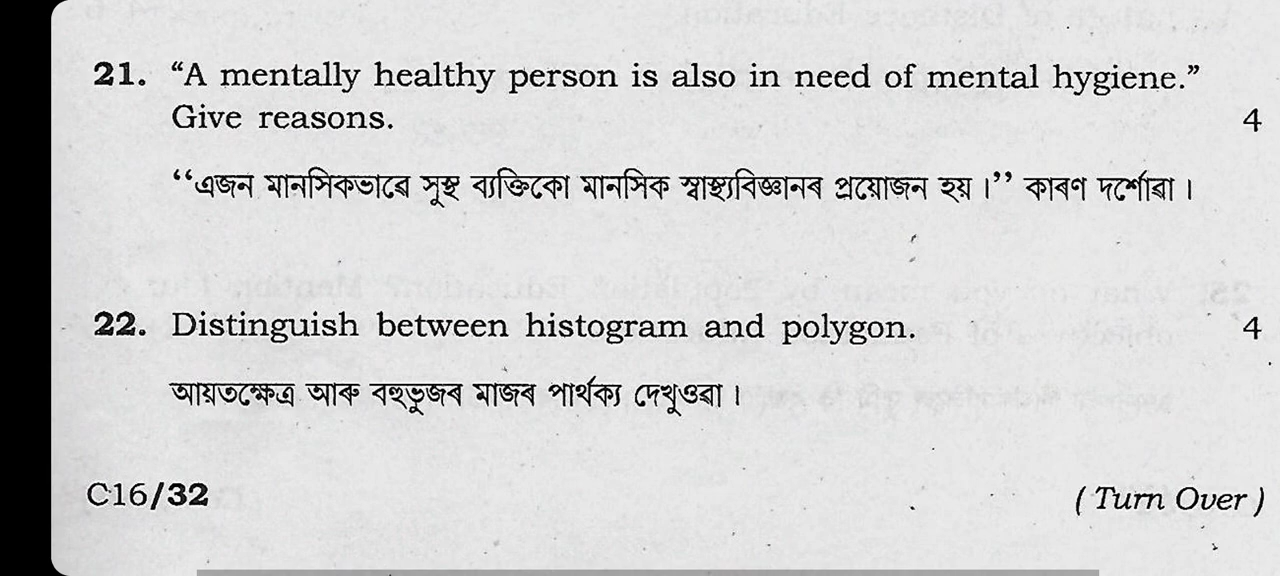 21. “A mentally healthy person is also in need of mental hygiene.”
Give reasons. 4
‘‘এজন মানসিকভাৱে সুস্থ ব্যক্তিকো মানসিক স্বাস্থ্যবিজ্ঞানৰ প্ৰয়োজন হয় ।’’ কাৰণ দৰ্শোৱা ।
22. Distinguish between histogram and polygon. 4
আয়তক্ষেত্ৰ আৰু বহুভুজৰ মাজৰ পাৰ্থক্য দেখুওৱা ।
C16/32 ( Turn Over )